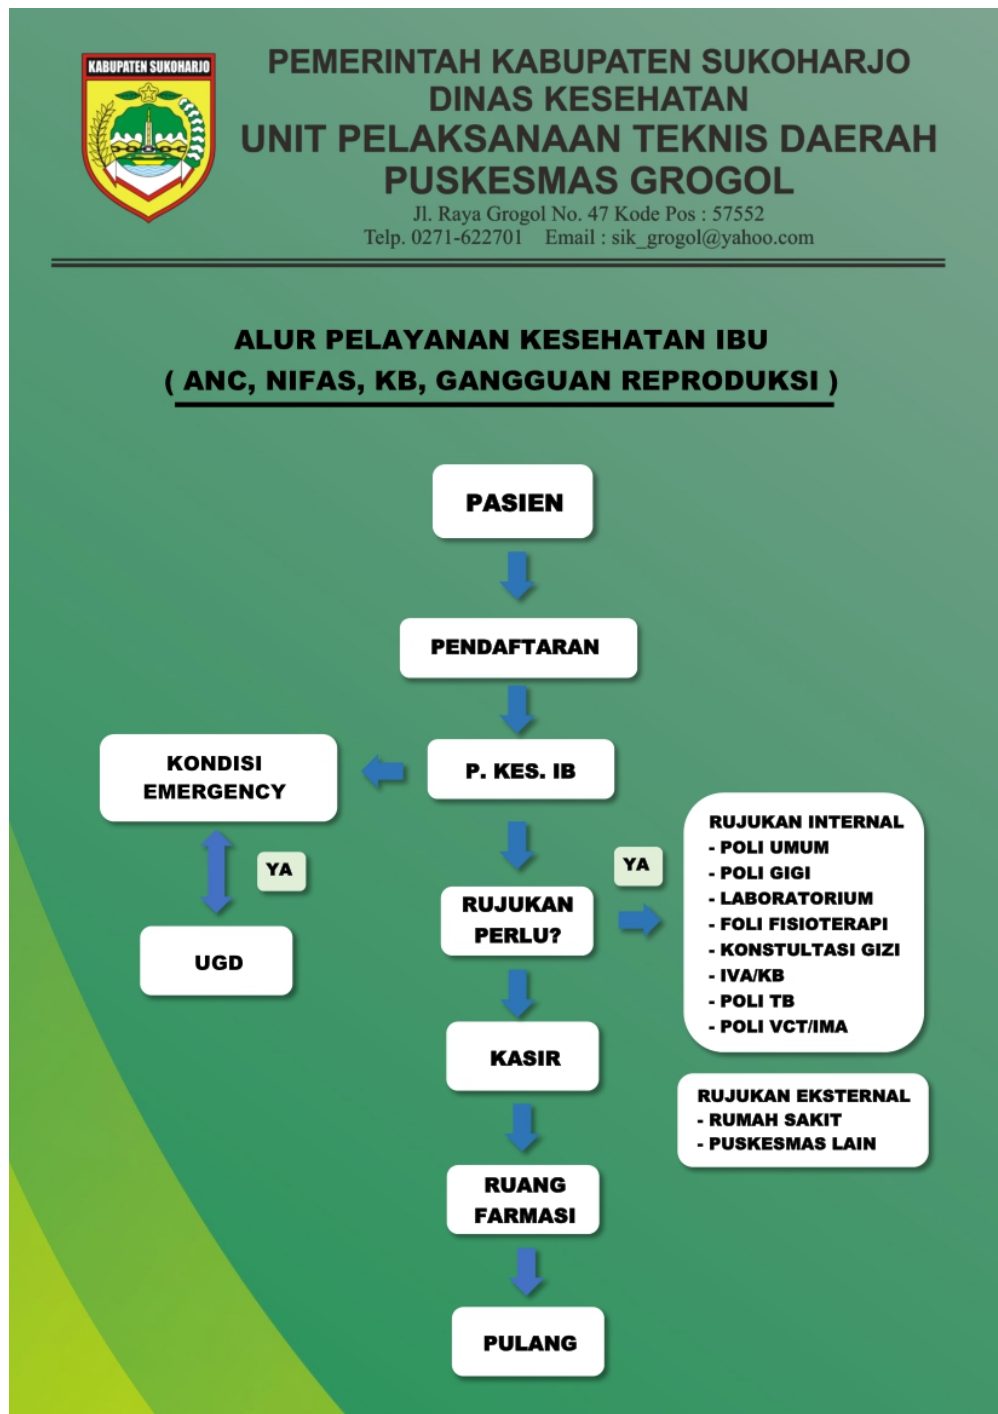 KABUPATEN SUKOHARJO
PEMERINTAH KABUPATEN SUKOHARJO
DINAS KESEHATAN
UNIT PELAKSANAAN TEKNIS DAERAH
PUSKESMAS GROGOL
Jl. Raya Grogol No. 47 Kode Pos : 57552
Telp. 0271-622701 Email : sik_grogol@yahoo.com
ALUR PELAYANAN KESEHATAN IBU
( ANC, NIFAS, KB, GANGGUAN REPRODUKSI )
PASIEN
PENDAFTARAN
P. KES. IB
KONDISI
EMERGENCY
YA
UGD
RUJUKAN
PERLU?
YA
RUJUKAN INTERNAL
- POLI UMUM
- POLI GIGI
- LABORATORIUM
- FOLI FISIOTERAPI
- KONSTULTASI GIZI
- IVA/KB
- POLI TB
- POLI VCT/IMA
RUJUKAN EKSTERNAL
- RUMAH SAKIT
- PUSKESMAS LAIN
KASIR
RUANG
FARMASI
PULANG